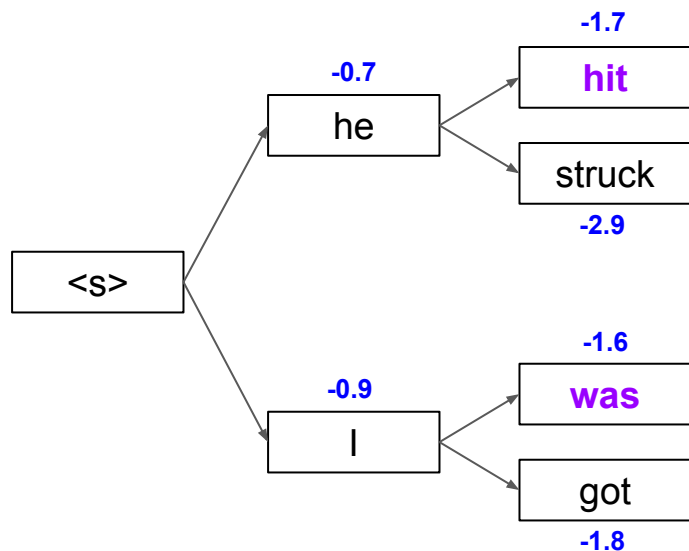 -1.7
hit
-0.7
he
struck
-2.9
<s>
-1.6
was
-0.9
I
got
-1.8